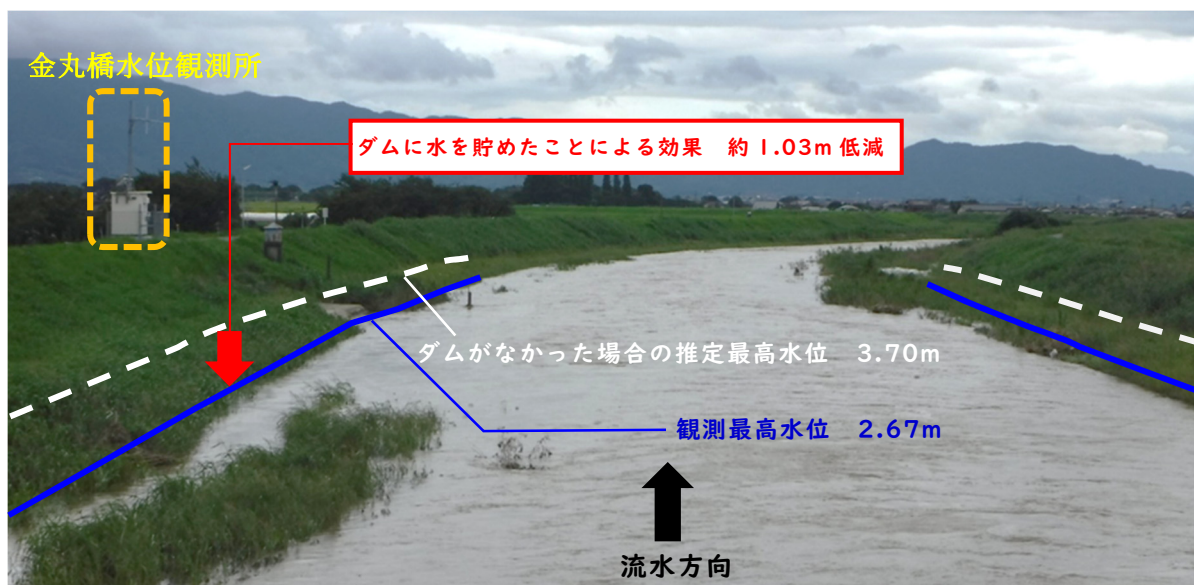 金丸橋水位観測所
ダムに水を貯めたことによる効果　約1.03m低減
ダムがなかった場合の推定最高水位　3.70m
観測最高水位　2.67m
流水方向